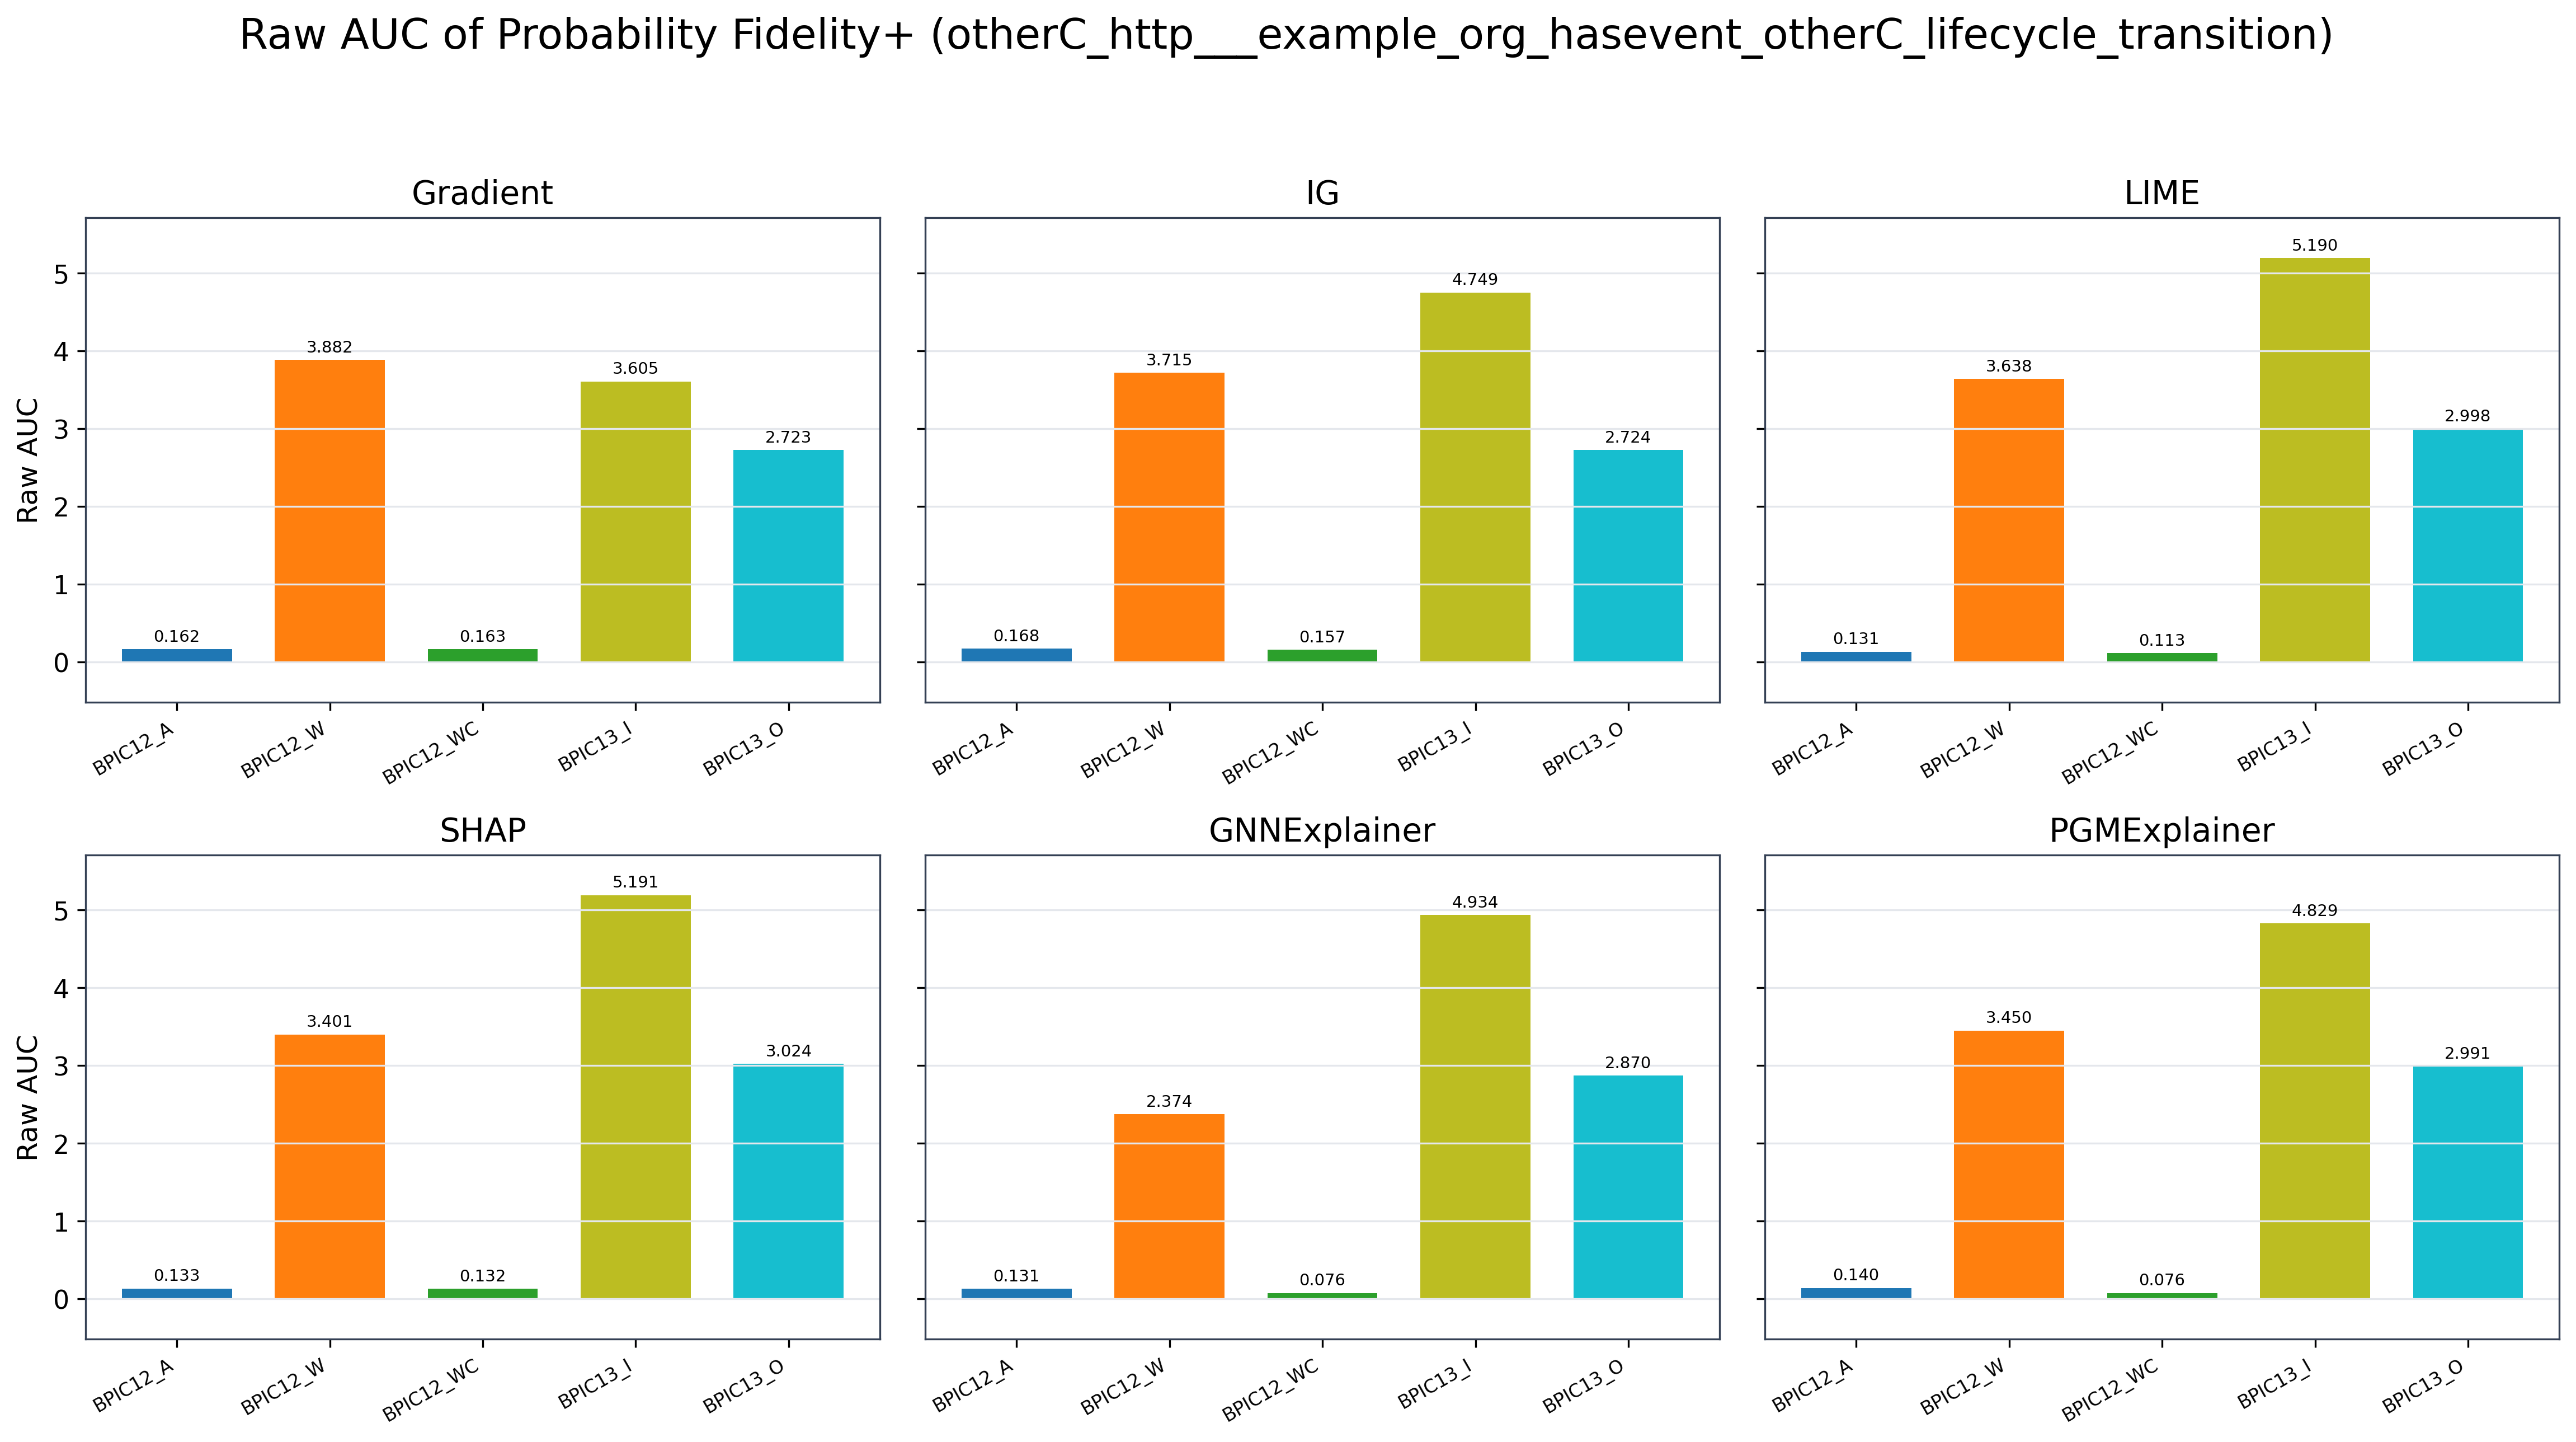 Raw AUC of Probability Fidelity+ (otherC_http___example_org_hasevent_otherC_lifecycle_transition)
Gradient
Raw AUC
5
4
3
2
1
0
0.162
3.882
0.163
3.605
2.723
BPIC12_A
BPIC12_W
BPIC12_WC
BPIC13_I
BPIC13_O
IG
0.168
3.715
0.157
4.749
2.724
BPIC12_A
BPIC12_W
BPIC12_WC
BPIC13_I
BPIC13_O
LIME
0.131
3.638
0.113
5.190
2.998
BPIC12_A
BPIC12_W
BPIC12_WC
BPIC13_I
BPIC13_O
SHAP
Raw AUC
5
4
3
2
1
0
0.133
3.401
0.132
5.191
3.024
BPIC12_A
BPIC12_W
BPIC12_WC
BPIC13_I
BPIC13_O
GNNExplainer
0.131
2.374
0.076
4.934
2.870
BPIC12_A
BPIC12_W
BPIC12_WC
BPIC13_I
BPIC13_O
PGMExplainer
0.140
3.450
0.076
4.829
2.991
BPIC12_A
BPIC12_W
BPIC12_WC
BPIC13_I
BPIC13_O